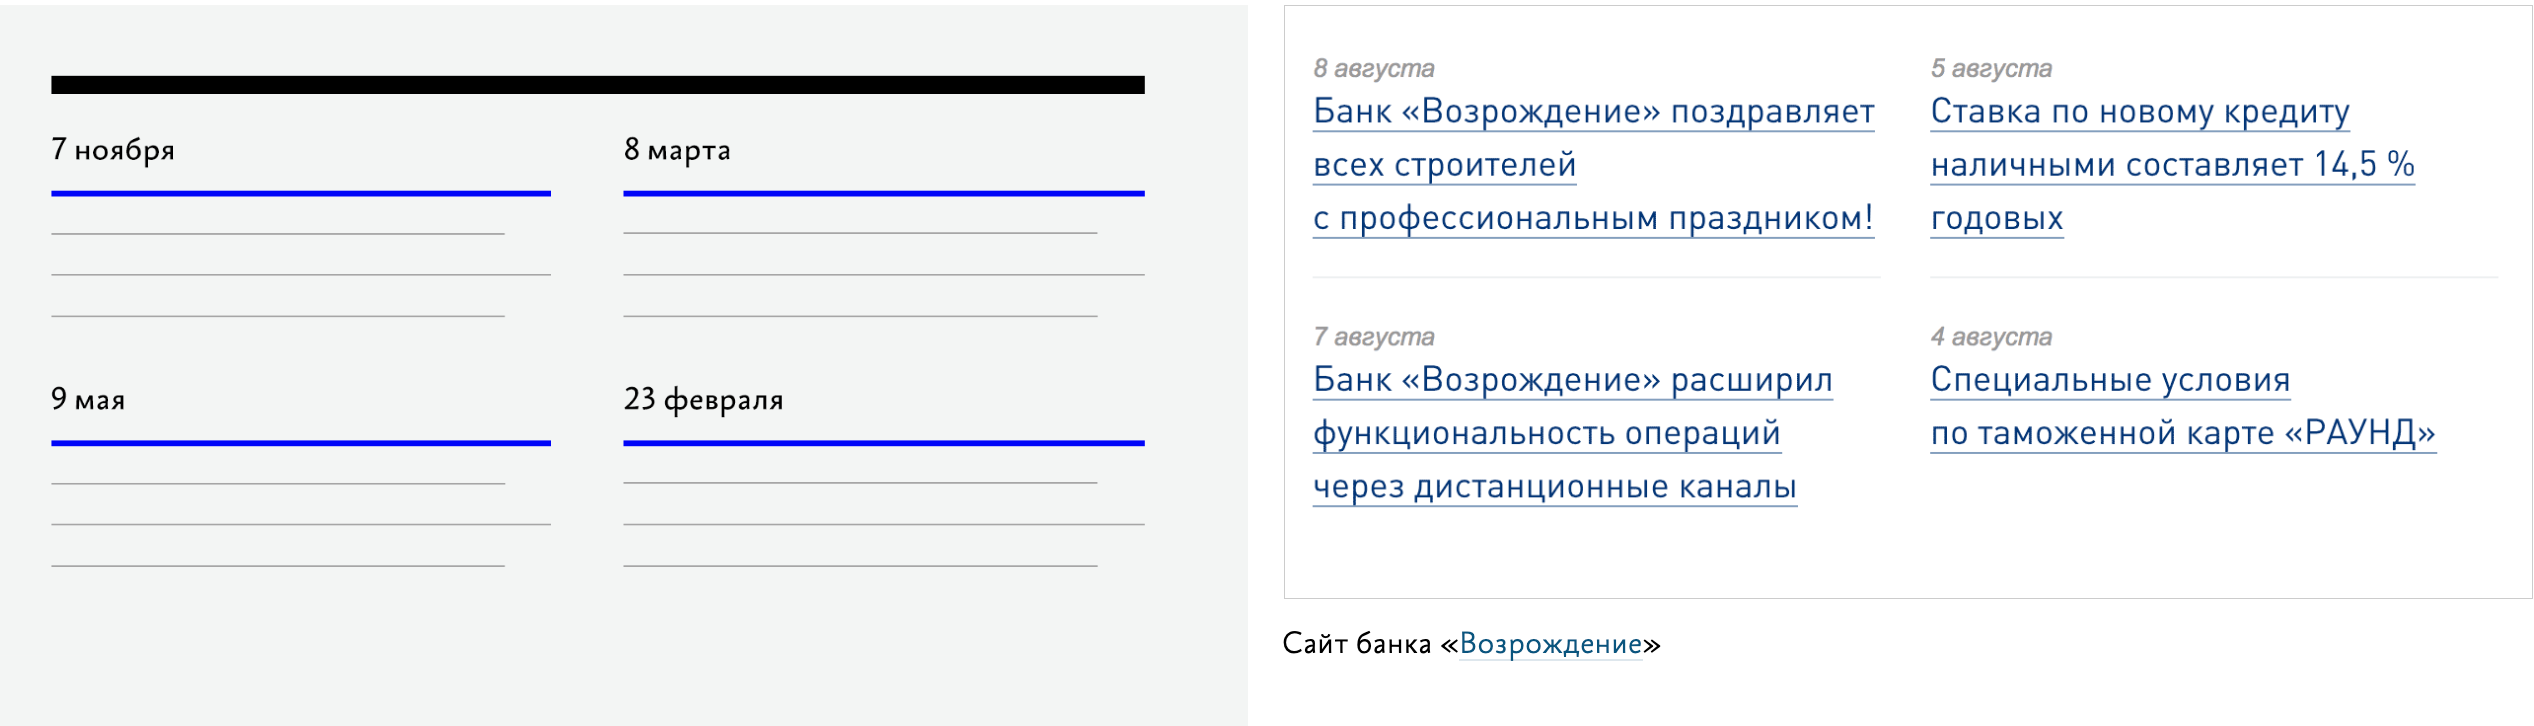 7 ноября
8 марта
9 мая
23 февраля
8 августа
Банк «Возрождение» поздравляет
всех строителей
с профессиональным праздником!
7 августа
Банк «Возрождение» расширил
функциональность операций
через дистанционные каналы
5 августа
Ставка по новому кредиту
наличными составляет 14,5 %
годовых
4 августа
Специальные условия
по таможенной карте «РАУНД»
Сайт банка «Возрождение»